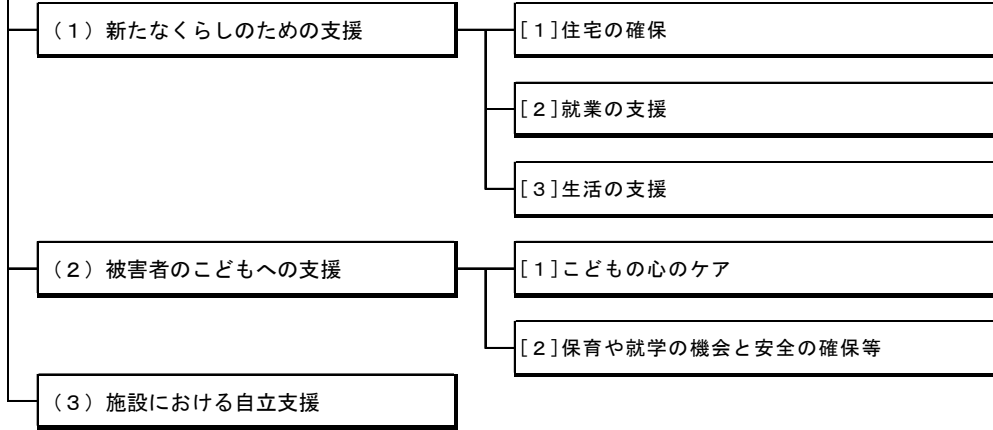 (1)新たなくらしのための支援
[1]住宅の確保
[2]就業の支援
[3]生活の支援
(2)被害者のこどもへの支援
[1]こどもの心のケア
[2]保育や就学の機会と安全の確保等
(3)施設における自立支援